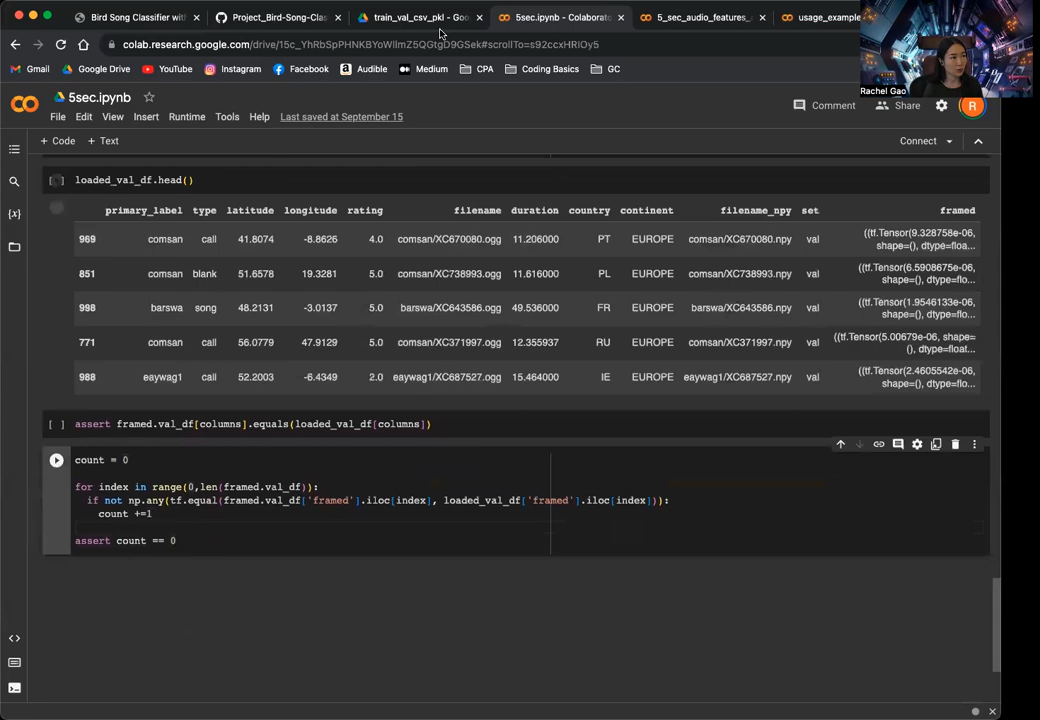 Bird Song Classifier with
Project_Bird-Song-Clas
train_val_csv_pkl - Goo
5sec.ipynb - Colaborato
5_sec_audio_features_
usage_example
colab.research.google.com/drive/15c_YhRbSpPHNKBYoWIImZ5QGtgD9GSek#scrollTo=s92ccxHRIOy5
Gmail
Google Drive
YouTube
Instagram
Facebook
Audible
Medium
CPA
Coding Basics
GC
Rachel Gao
5sec.ipynb
Comment
Share
R
File Edit View Insert Runtime Tools Help Last saved at September 15
+ Code + Text
Connect
[ ] loaded_val_df.head()
primary_label type latitude longitude rating filename duration country continent filename_npy set framed
969 comsan call 41.8074 -8.8626 4.0 comsan/XC670080.ogg 11.206000 PT EUROPE comsan/XC670080.npy val ((tf.Tensor(9.328758e-06,
shape=(), dtype=floa...
851 comsan blank 51.6578 19.3281 5.0 comsan/XC738993.ogg 11.616000 PL EUROPE comsan/XC738993.npy val ((tf.Tensor(6.5908675e-06,
shape=(), dtype=flo...
998 barswa song 48.2131 -3.0137 5.0 barswa/XC643586.ogg 49.536000 FR EUROPE barswa/XC643586.npy val ((tf.Tensor(1.9546133e-06,
shape=(), dtype=flo...
771 comsan call 56.0779 47.9129 5.0 comsan/XC371997.ogg 12.355937 RU EUROPE comsan/XC371997.npy val ((tf.Tensor(5.00679e-06, shape=
(), dtype=float...
988 eaywag1 call 52.2003 -6.4349 2.0 eaywag1/XC687527.ogg 15.464000 IE EUROPE eaywag1/XC687527.npy val ((tf.Tensor(2.4605542e-06,
shape=(), dtype=flo...
[ ] assert framed.val_df[columns].equals(loaded_val_df[columns])
count = 0
for index in range(0,len(framed.val_df)):
if not np.any(tf.equal(framed.val_df['framed'].iloc[index], loaded_val_df['framed'].iloc[index])):
count +=1
assert count == 0